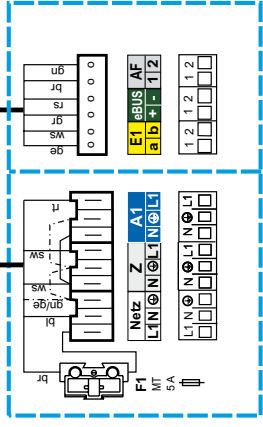 gn
br
rs
gr
ws
ge
AF
1 2
eBUS
+ -
E1
a b
1 2
1 2
1 2
rt
sw
ws
gn/ge
bl
br
A1
N L1
Z
N L1
Netz
L1 N
N L1
N L1
L1 N
F1
MT
5 A